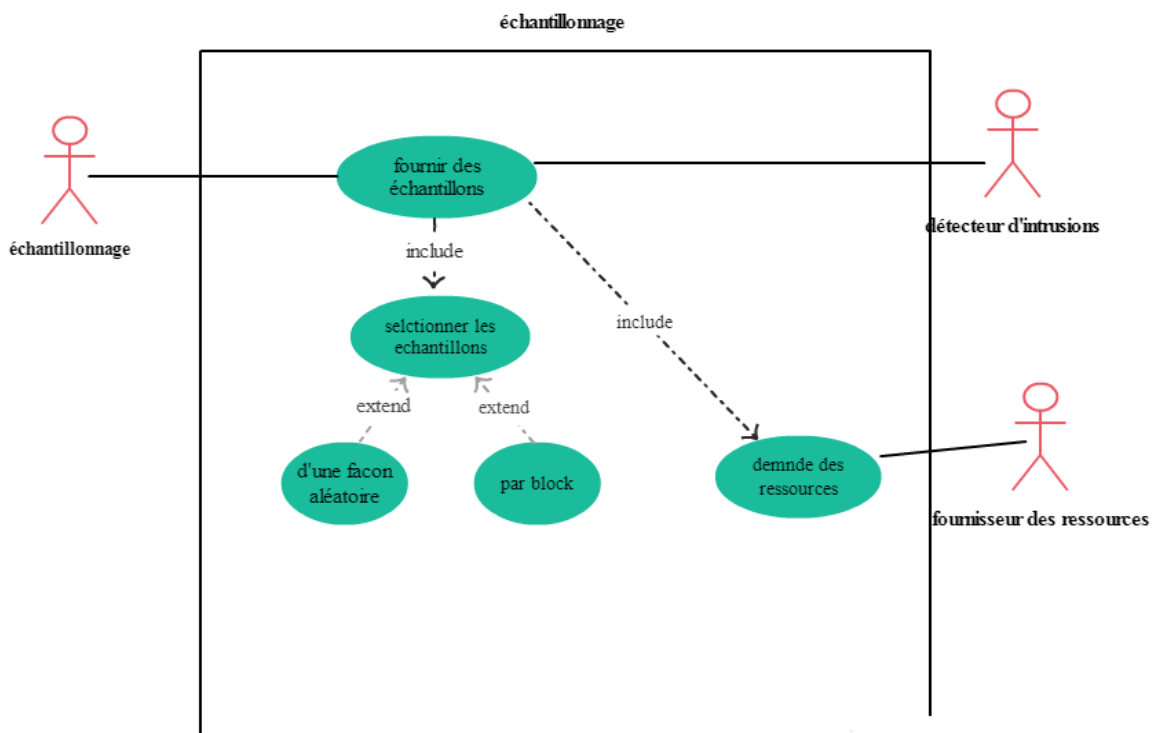 échantillonnage
fournir des
échantillons
détecteur d'intrusions
échantillonnage
include
include
selctionner les
echantillons
extend
extend
d'une facon
aléatoire
par block
demnde des
ressources
fournisseur des ressources